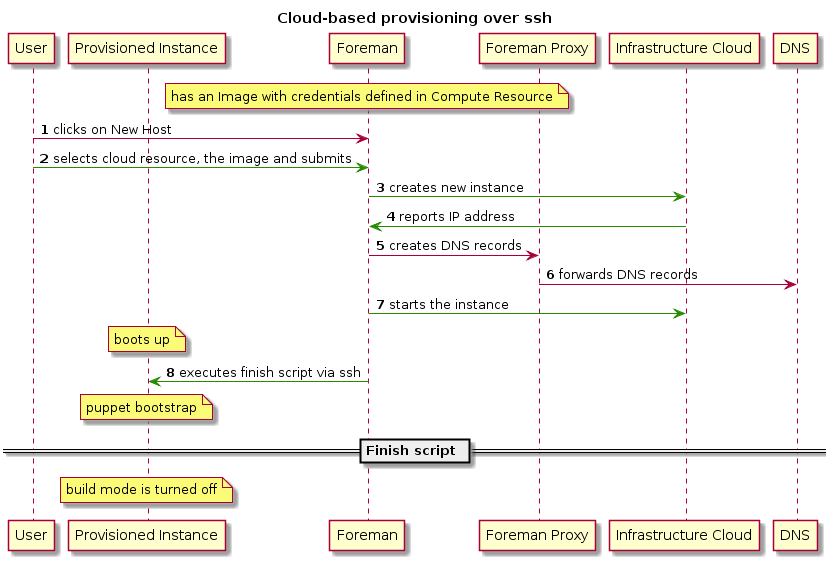 Cloud-based provisioning over ssh
User Provisioned Instance Foreman Foreman Proxy Infrastructure Cloud DNS
has an Image with credentials defined in Compute Resource
1 clicks on New Host
2 selects cloud resource, the image and submits
3 creates new instance
4 reports IP address
5 creates DNS records
6 forwards DNS records
7 starts the instance
boots up
8 executes finish script via ssh
puppet bootstrap
Finish script
build mode is turned off
User Provisioned Instance Foreman Foreman Proxy Infrastructure Cloud DNS